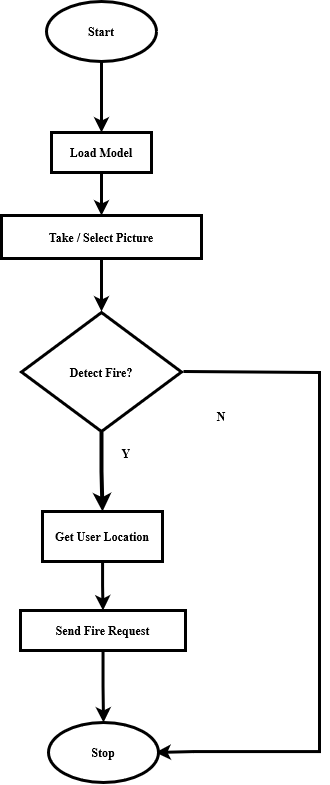 Start
Load Model
Take / Select Picture
Detect Fire?
N
Y
Get User Location
Send Fire Request
Stop